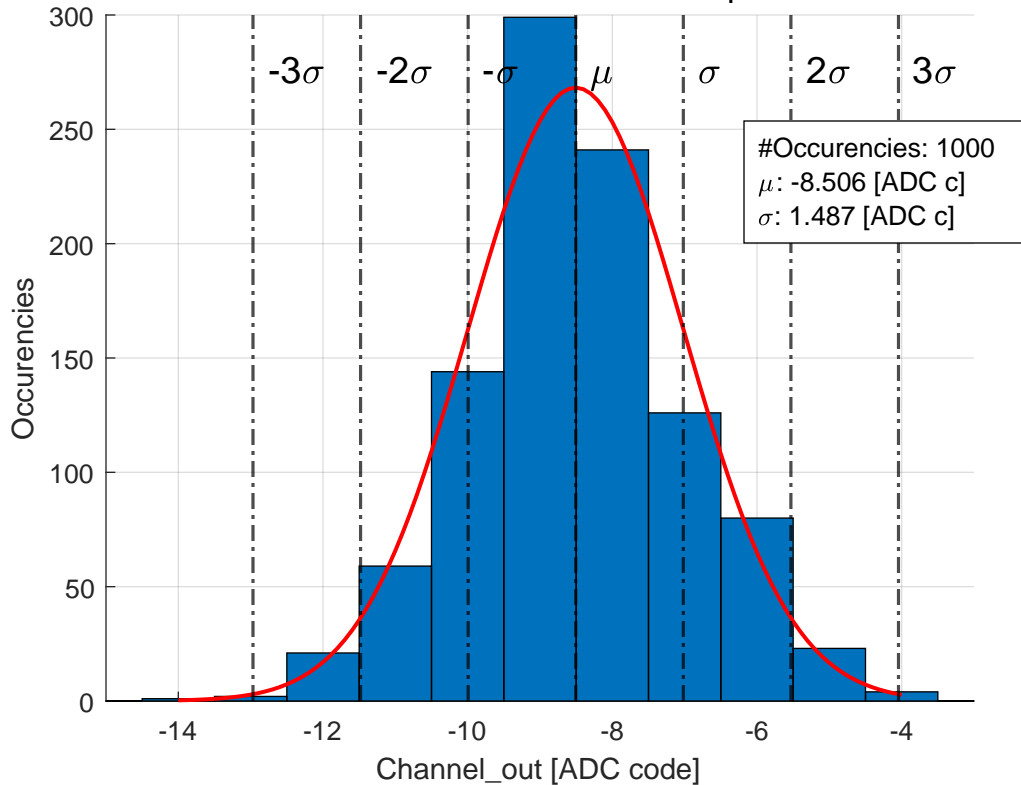 300
250
200
150
100
50
0
Occurencies
-3σ -2σ -σ μ σ 2σ 3σ
#Occurencies: 1000
μ: -8.506 [ADC c]
σ: 1.487 [ADC c]
-14 -12 -10 -8 -6 -4
Channel_out [ADC code]